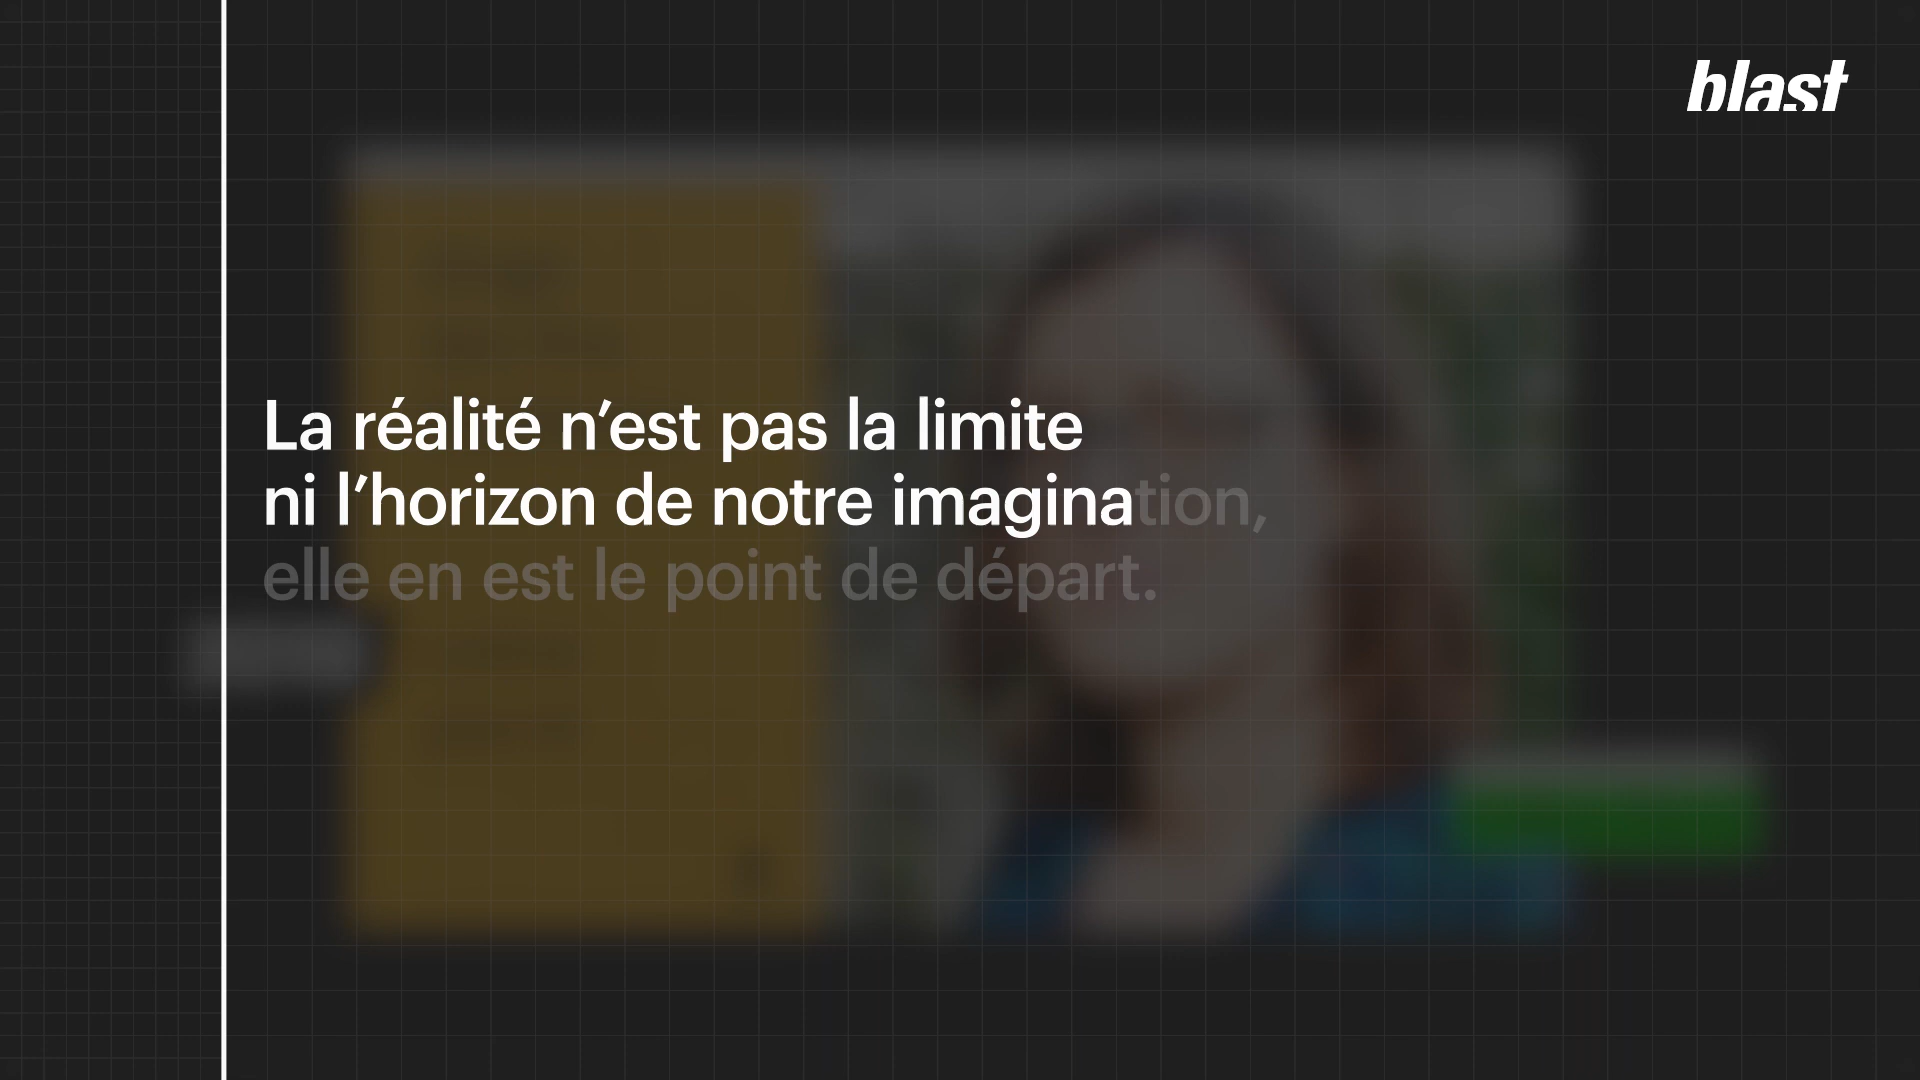 blast
La réalité n’est pas la limite
ni l’horizon de notre imagination,
elle en est le point de départ.